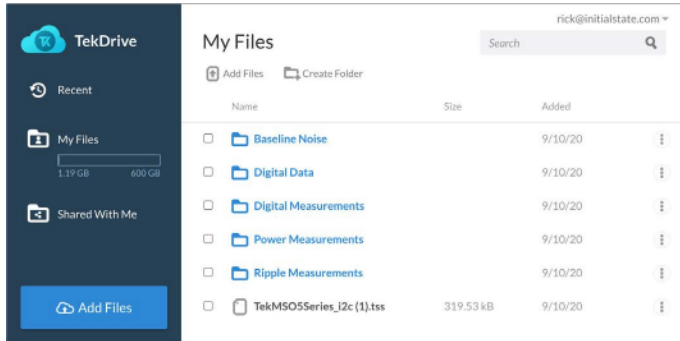 rick@initialstate.com
TekDrive
My Files
Search
Add Files Create Folder
Recent
Name Size Added
My Files
1.19 GB 600 GB
Shared With Me
Add Files
Baseline Noise 9/10/20
Digital Data 9/10/20
Digital Measurements 9/10/20
Power Measurements 9/10/20
Ripple Measurements 9/10/20
TekMSO5Series_i2c (1).tss 319.53 kB 9/10/20